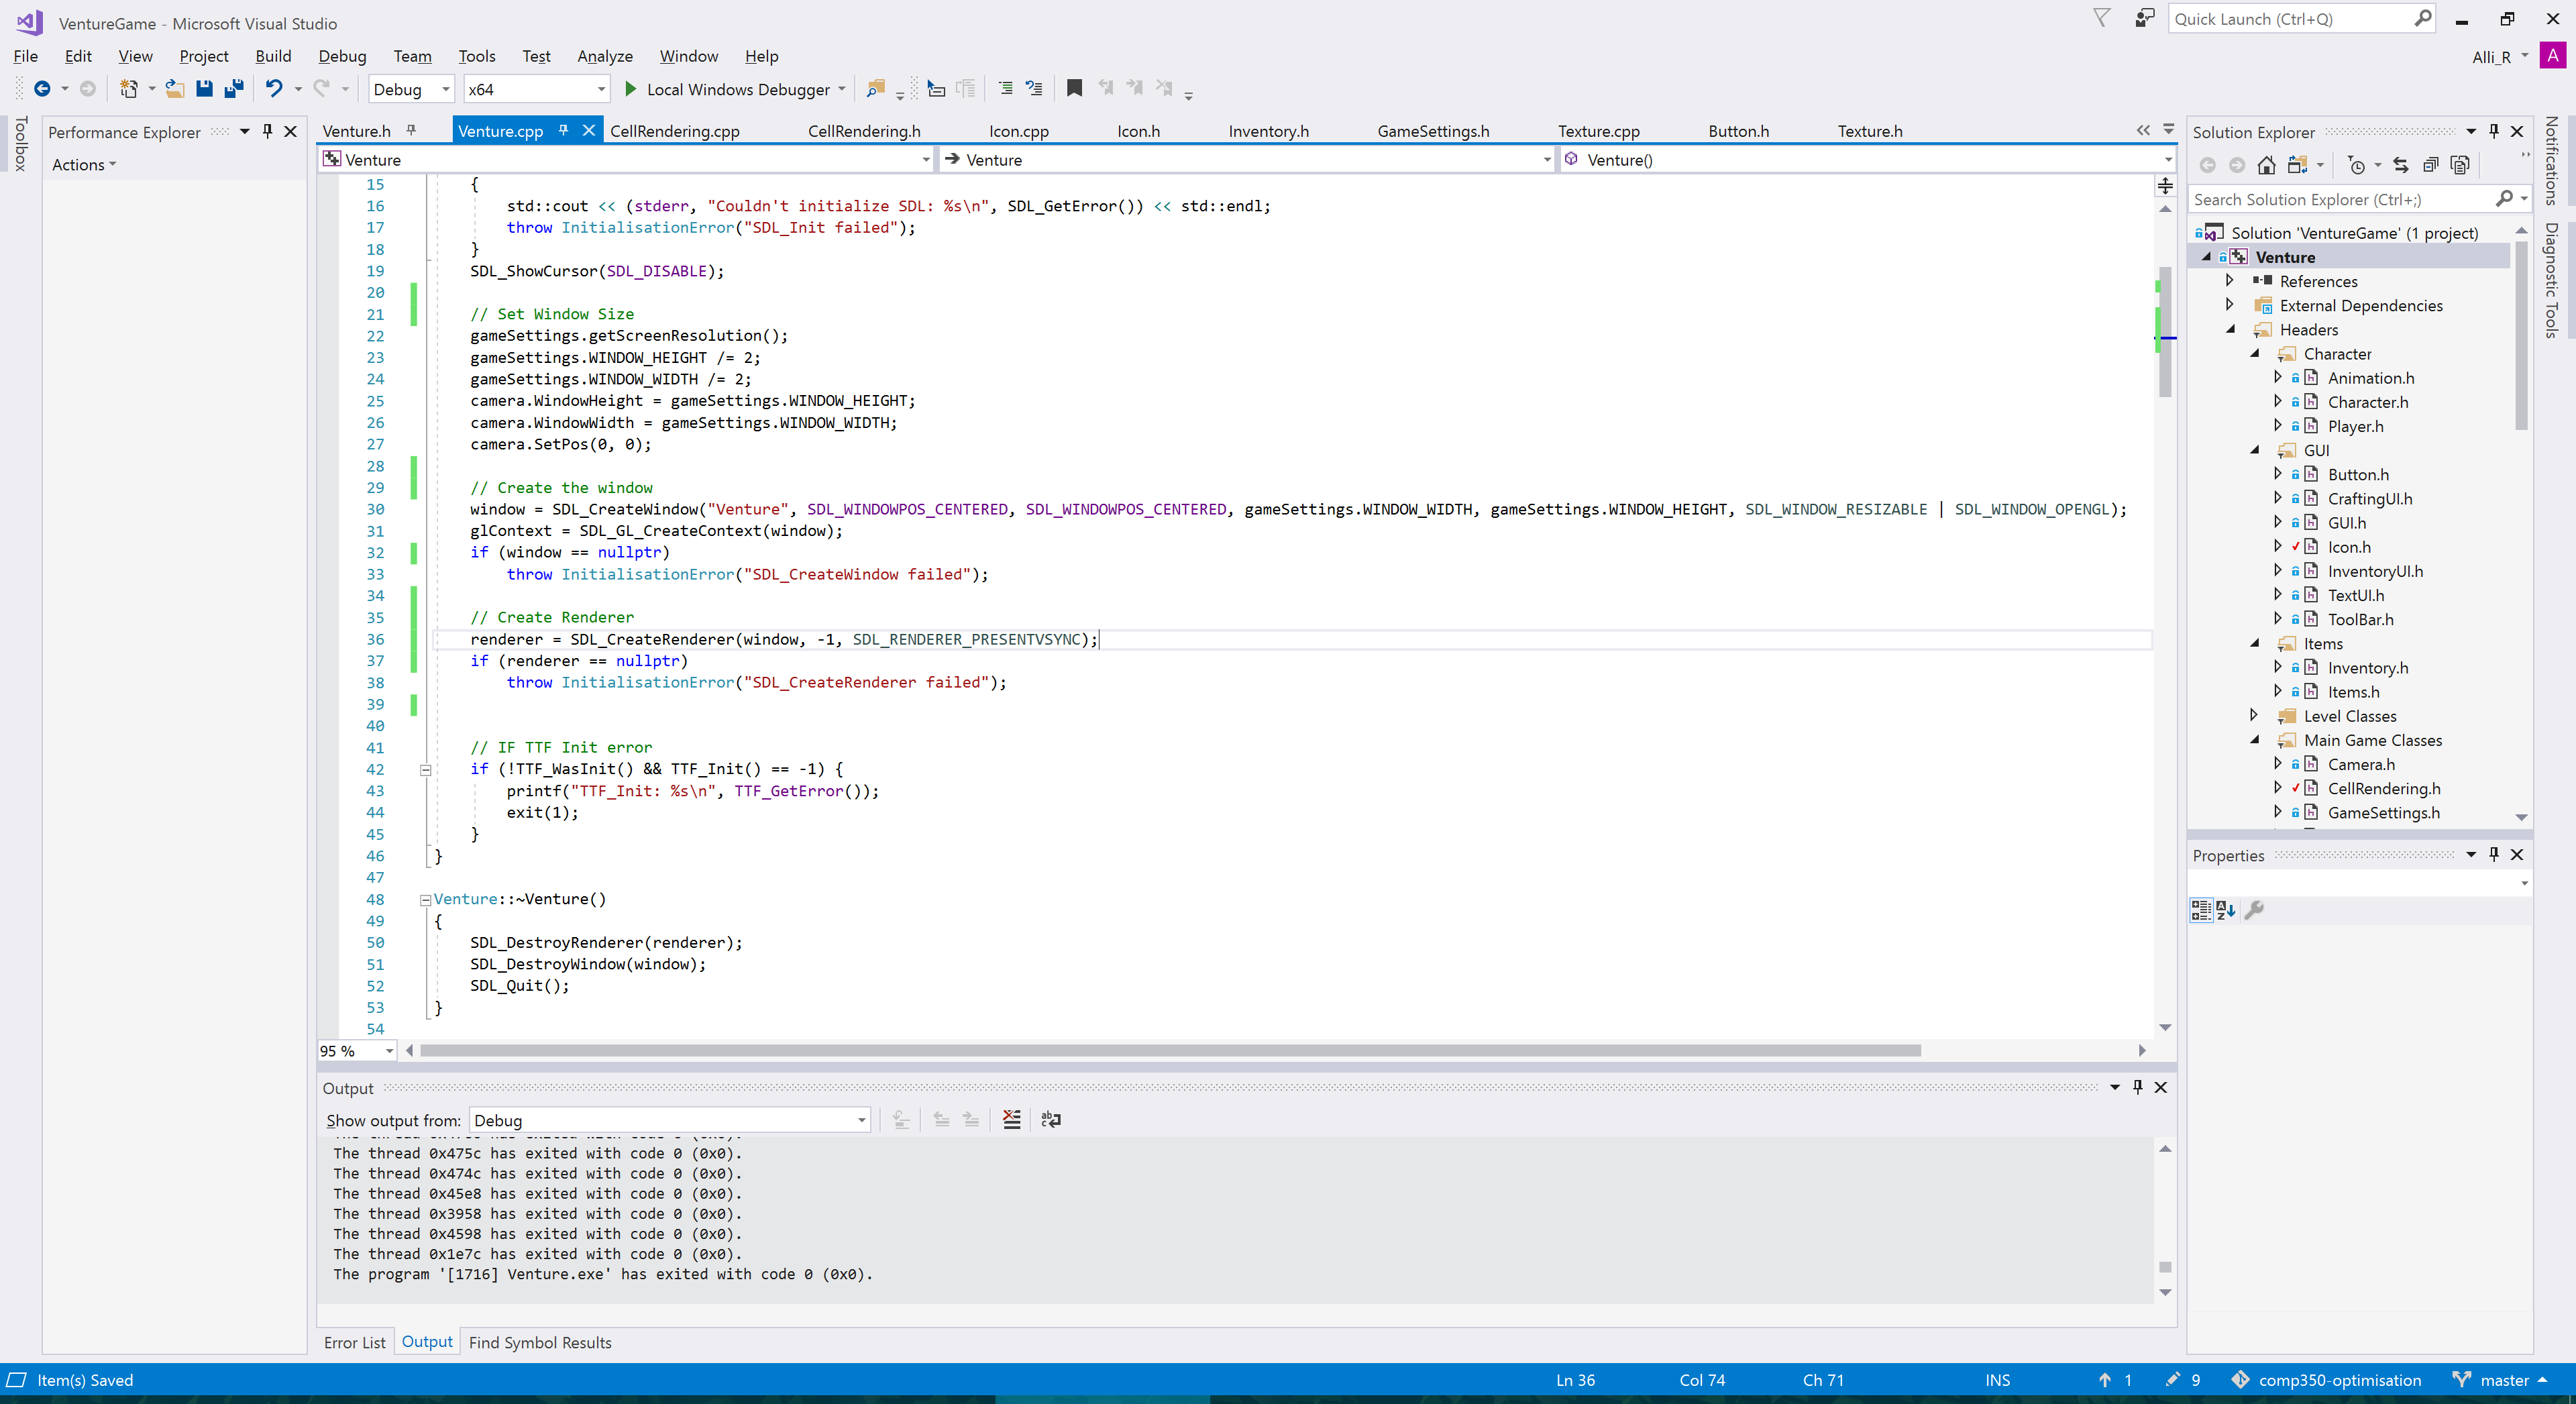 VentureGame - Microsoft Visual Studio
Quick Launch (Ctrl+Q)
File Edit View Project Build Debug Team Tools Test Analyze Window Help
Alli_R
A
Debug x64 Local Windows Debugger
Toolbox
Performance Explorer
Actions
Venture.h Venture.cpp CellRendering.cpp CellRendering.h Icon.cpp Icon.h Inventory.h GameSettings.h Texture.cpp Button.h Texture.h
Venture Venture Venture()
15 {
16 std::cout << (stderr, "Couldn't initialize SDL: %s\n", SDL_GetError()) << std::endl;
17 throw InitialisationError("SDL_Init failed");
18 }
19 SDL_ShowCursor(SDL_DISABLE);
20
21 // Set Window Size
22 gameSettings.getScreenResolution();
23 gameSettings.WINDOW_HEIGHT /= 2;
24 gameSettings.WINDOW_WIDTH /= 2;
25 camera.WindowHeight = gameSettings.WINDOW_HEIGHT;
26 camera.WindowWidth = gameSettings.WINDOW_WIDTH;
27 camera.SetPos(0, 0);
28
29 // Create the window
30 window = SDL_CreateWindow("Venture", SDL_WINDOWPOS_CENTERED, SDL_WINDOWPOS_CENTERED, gameSettings.WINDOW_WIDTH, gameSettings.WINDOW_HEIGHT, SDL_WINDOW_RESIZABLE | SDL_WINDOW_OPENGL);
31 glContext = SDL_GL_CreateContext(window);
32 if (window == nullptr)
33 throw InitialisationError("SDL_CreateWindow failed");
34
35 // Create Renderer
36 renderer = SDL_CreateRenderer(window, -1, SDL_RENDERER_PRESENTVSYNC);
37 if (renderer == nullptr)
38 throw InitialisationError("SDL_CreateRenderer failed");
39
40
41 // IF TTF Init error
42 if (!TTF_WasInit() && TTF_Init() == -1) {
43 printf("TTF_Init: %s\n", TTF_GetError());
44 exit(1);
45 }
46 }
47
48 Venture::~Venture()
49 {
50 SDL_DestroyRenderer(renderer);
51 SDL_DestroyWindow(window);
52 SDL_Quit();
53 }
54
95 %
Output
Show output from: Debug
The thread 0x475c has exited with code 0 (0x0).
The thread 0x474c has exited with code 0 (0x0).
The thread 0x45e8 has exited with code 0 (0x0).
The thread 0x3958 has exited with code 0 (0x0).
The thread 0x4598 has exited with code 0 (0x0).
The thread 0x1e7c has exited with code 0 (0x0).
The program '[1716] Venture.exe' has exited with code 0 (0x0).
Error List Output Find Symbol Results
Solution Explorer
Search Solution Explorer (Ctrl+;)
Solution 'VentureGame' (1 project)
Venture
References
External Dependencies
Headers
Character
Animation.h
Character.h
Player.h
GUI
Button.h
CraftingUI.h
GUI.h
Icon.h
InventoryUI.h
TextUI.h
ToolBar.h
Items
Inventory.h
Items.h
Level Classes
Main Game Classes
Camera.h
CellRendering.h
GameSettings.h
Properties
Notifications
Diagnostic Tools
Item(s) Saved Ln 36 Col 74 Ch 71 INS 1 9 comp350-optimisation master